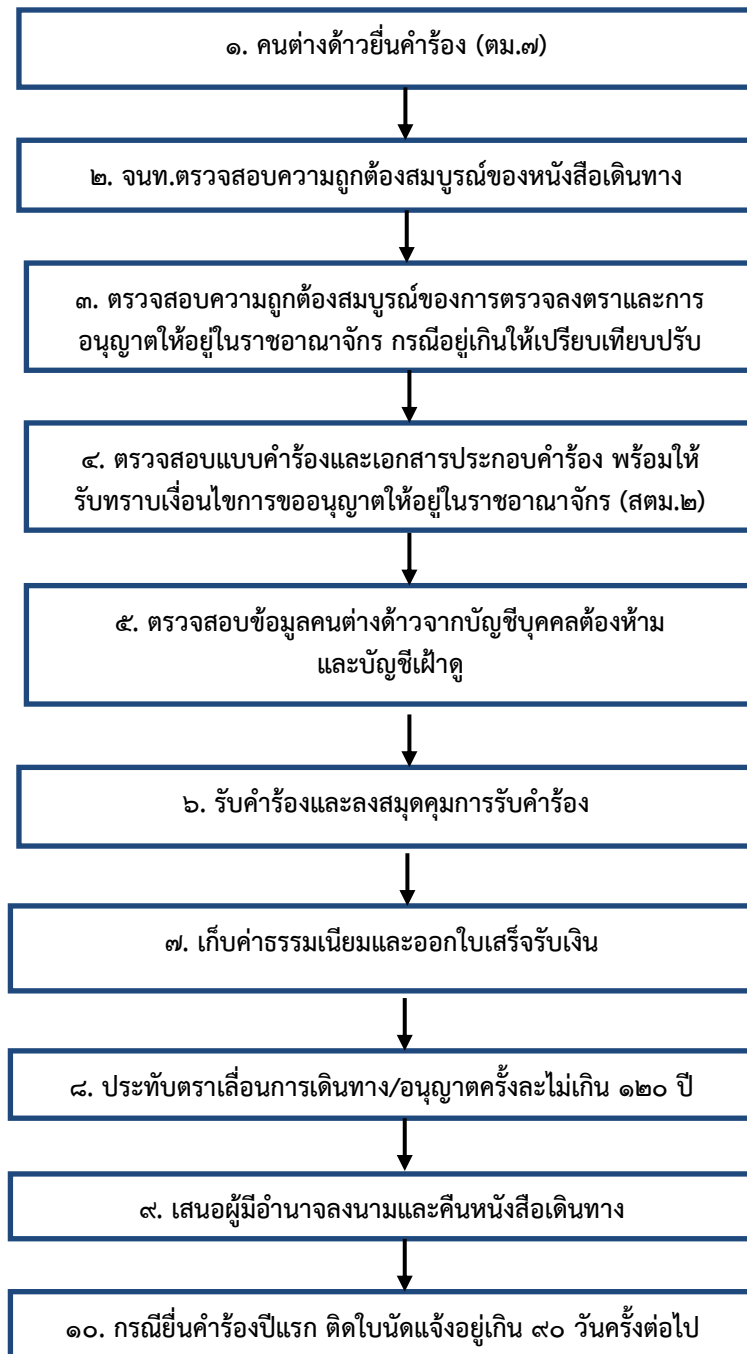 ๑. คนต่างด้าวยื่นคำร้อง (ตม.๗)
๒. จนท.ตรวจสอบความถูกต้องสมบูรณ์ของหนังสือเดินทาง
๓. ตรวจสอบความถูกต้องสมบูรณ์ของการตรวจลงตราและการ
อนุญาตให้อยู่ในราชอาณาจักร กรณีอยู่เกินให้เปรียบเทียบปรับ
๔. ตรวจสอบแบบคำร้องและเอกสารประกอบคำร้อง พร้อมให้
รับทราบเงื่อนไขการขออนุญาตให้อยู่ในราชอาณาจักร (สตม.๒)
๕. ตรวจสอบข้อมูลคนต่างด้าวจากบัญชีบุคคลต้องห้าม
และบัญชีเฝ้าดู
๖. รับคำร้องและลงสมุดคุมการรับคำร้อง
๗. เก็บค่าธรรมเนียมและออกใบเสร็จรับเงิน
๘. ประทับตราเลื่อนการเดินทาง/อนุญาตครั้งละไม่เกิน ๑๒๐ ปี
๙. เสนอผู้มีอำนาจลงนามและคืนหนังสือเดินทาง
๑๐. กรณียื่นคำร้องปีแรก ติดใบนัดแจ้งอยู่เกิน ๙๐ วันครั้งต่อไป